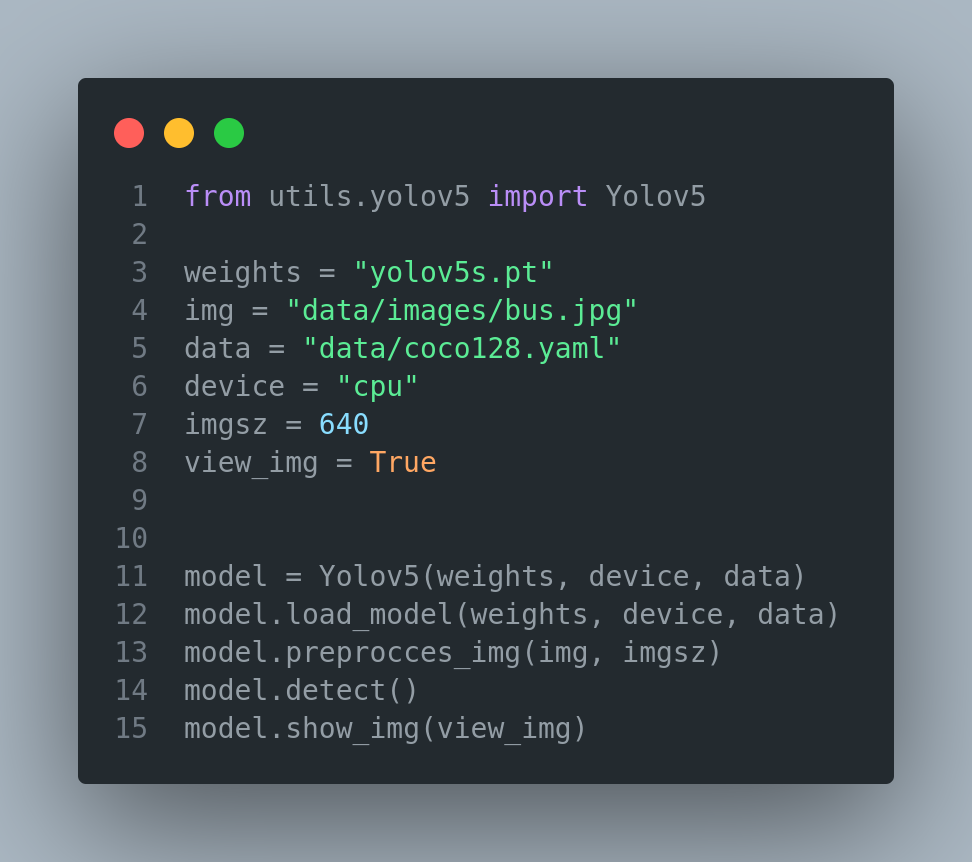 1 from utils.yolov5 import Yolov5
2
3 weights = "yolov5s.pt"
4 img = "data/images/bus.jpg"
5 data = "data/coco128.yaml"
6 device = "cpu"
7 imgsz = 640
8 view_img = True
9
10
11 model = Yolov5(weights, device, data)
12 model.load_model(weights, device, data)
13 model.preprocces_img(img, imgsz)
14 model.detect()
15 model.show_img(view_img)